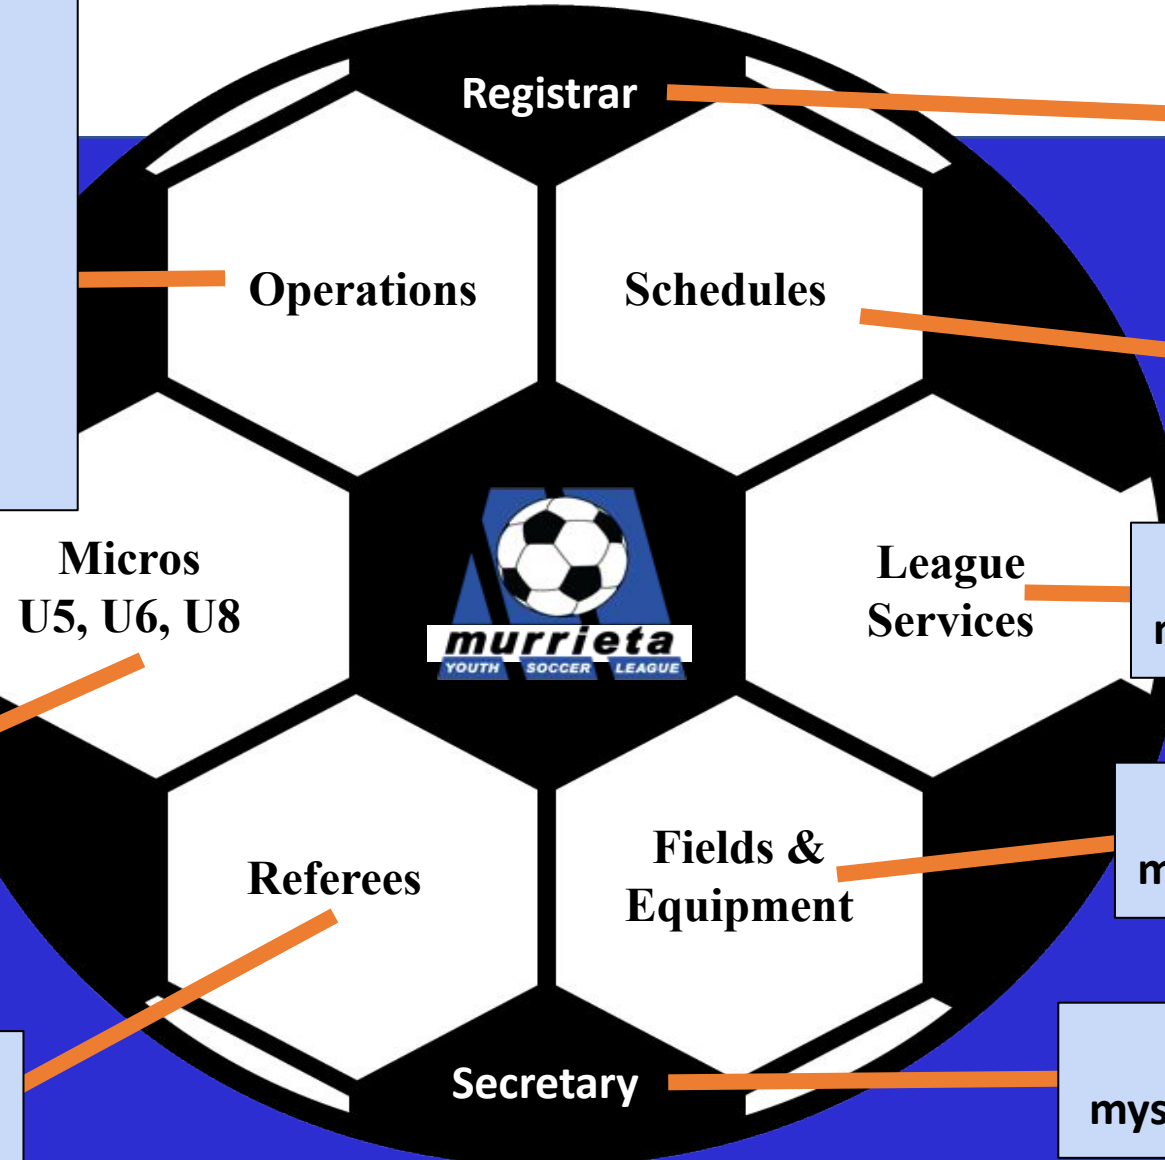 Registrar
Operations
Schedules
Micros
U5, U6, U8
League
Services
murrieta
YOUTH SOCCER LEAGUE
Referees
Fields &
Equipment
Secretary